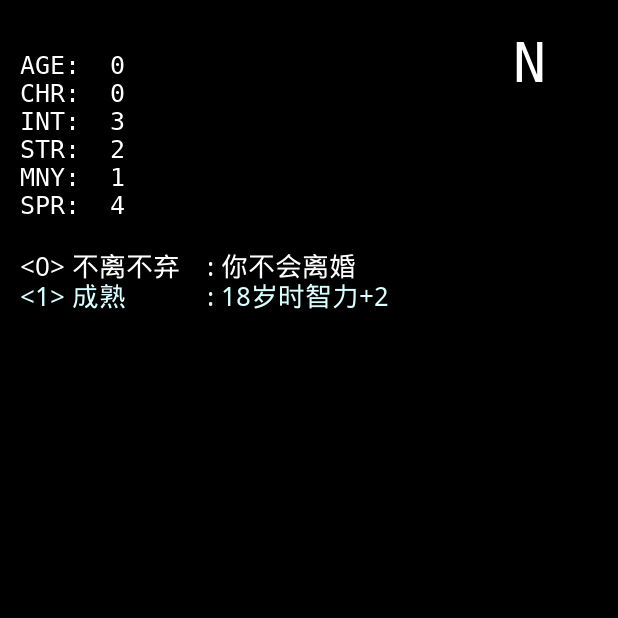 N
AGE: 0
CHR: 0
INT: 3
STR: 2
MNY: 1
SPR: 4
<0> 不离不弃 : 你不会离婚
<1> 成熟 : 18岁时智力+2